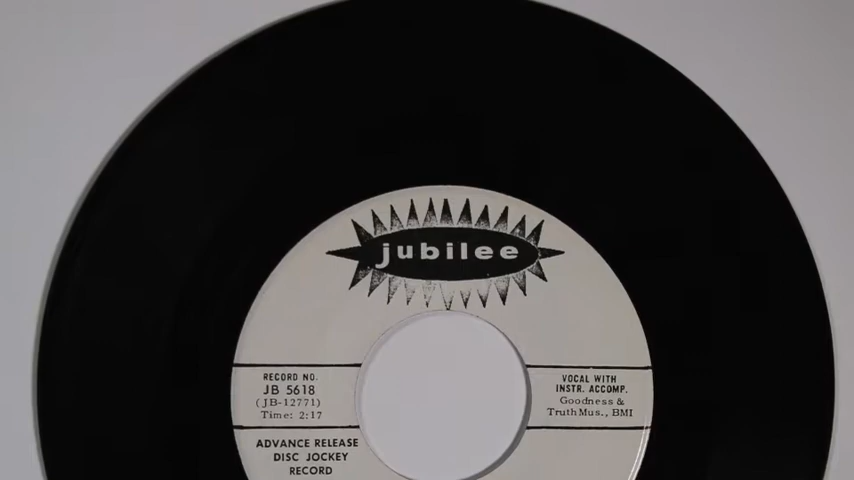 jubilee
RECORD NO.
JB 5618
(JB-12771)
Time: 2:17
VOCAL WITH
INSTR. ACCOMP.
Goodness &
Truth Mus., BMI
ADVANCE RELEASE
DISC JOCKEY
RECORD